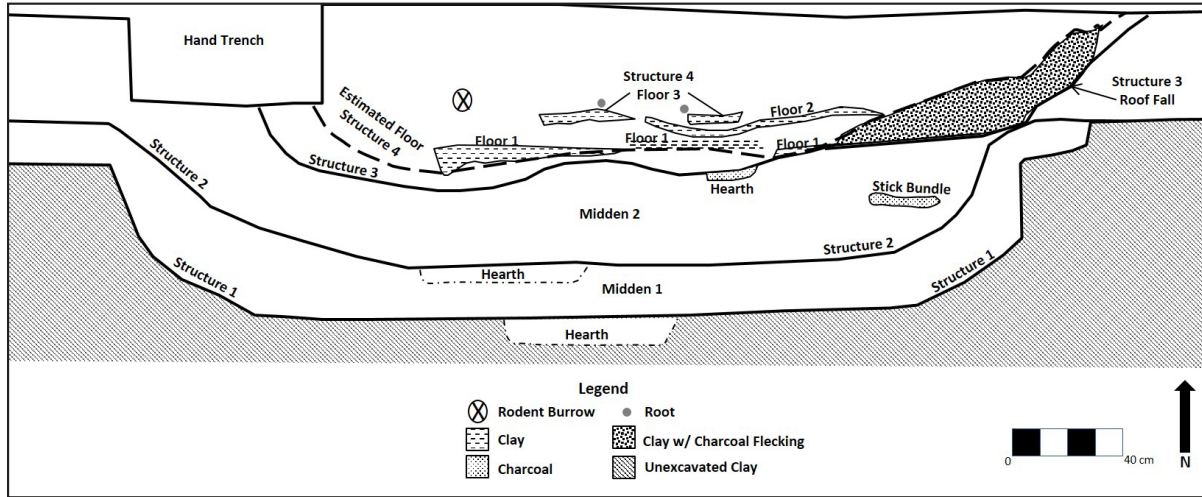 Hand Trench
Structure 4
Floor 3
Structure 3
Roof Fall
Estimated Floor
Structure 4
Floor 2
Floor 1
Floor 1
Floor 1
Structure 2
Structure 3
Hearth
Stick Bundle
Midden 2
Structure 2
Structure 1
Hearth
Midden 1
Structure 1
Hearth
Legend
Rodent Burrow
Root
Clay
Clay w/ Charcoal Flecking
Charcoal
Unexcavated Clay
0
40 cm
N